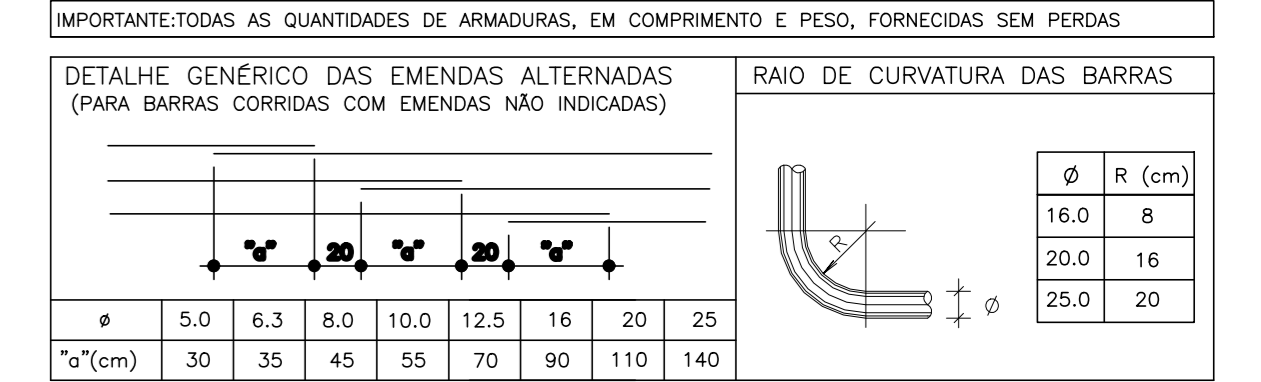 IMPORTANTE:TODAS AS QUANTIDADES DE ARMADURAS, EM COMPRIMENTO E PESO, FORNECIDAS SEM PERDAS
DETALHE GENÉRICO DAS EMENDAS ALTERNADAS
(PARA BARRAS CORRIDAS COM EMENDAS NÃO INDICADAS)
"a" 20 "a" 20 "a"
ø 5.0 6.3 8.0 10.0 12.5 16 20 25
"a"(cm) 30 35 45 55 70 90 110 140
RAIO DE CURVATURA DAS BARRAS
R
Ø
Ø R (cm)
16.0 8
20.0 16
25.0 20